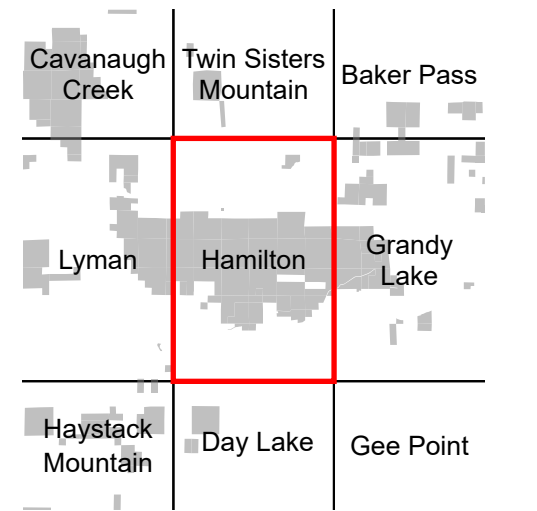 Cavanaugh
Creek
Twin Sisters
Mountain
Baker Pass
Lyman
Hamilton
Grandy
Lake
Haystack
Mountain
Day Lake
Gee Point